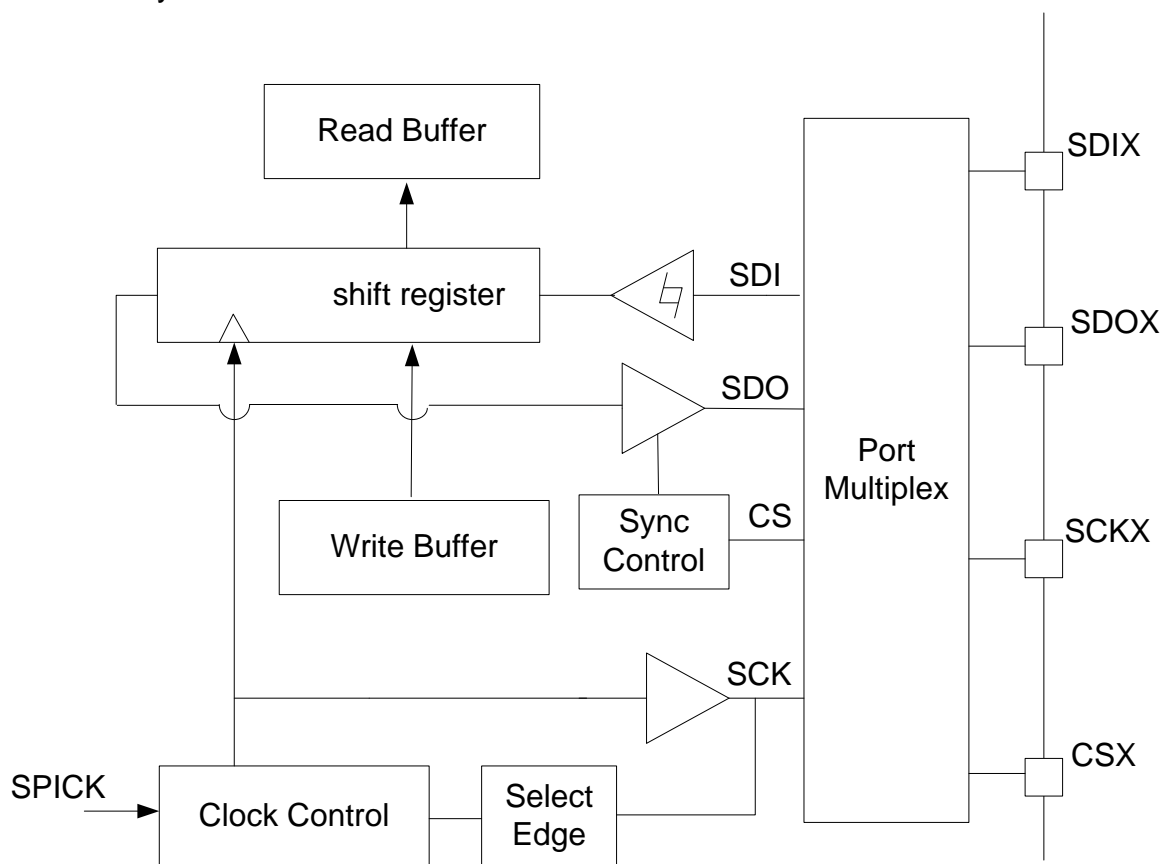 Read Buffer
SDIX
shift register
SDI
SDOX
SDO
Port
Multiplex
Write Buffer
Sync
Control
CS
SCKX
SCK
CSX
SPICK
Clock Control
Select
Edge